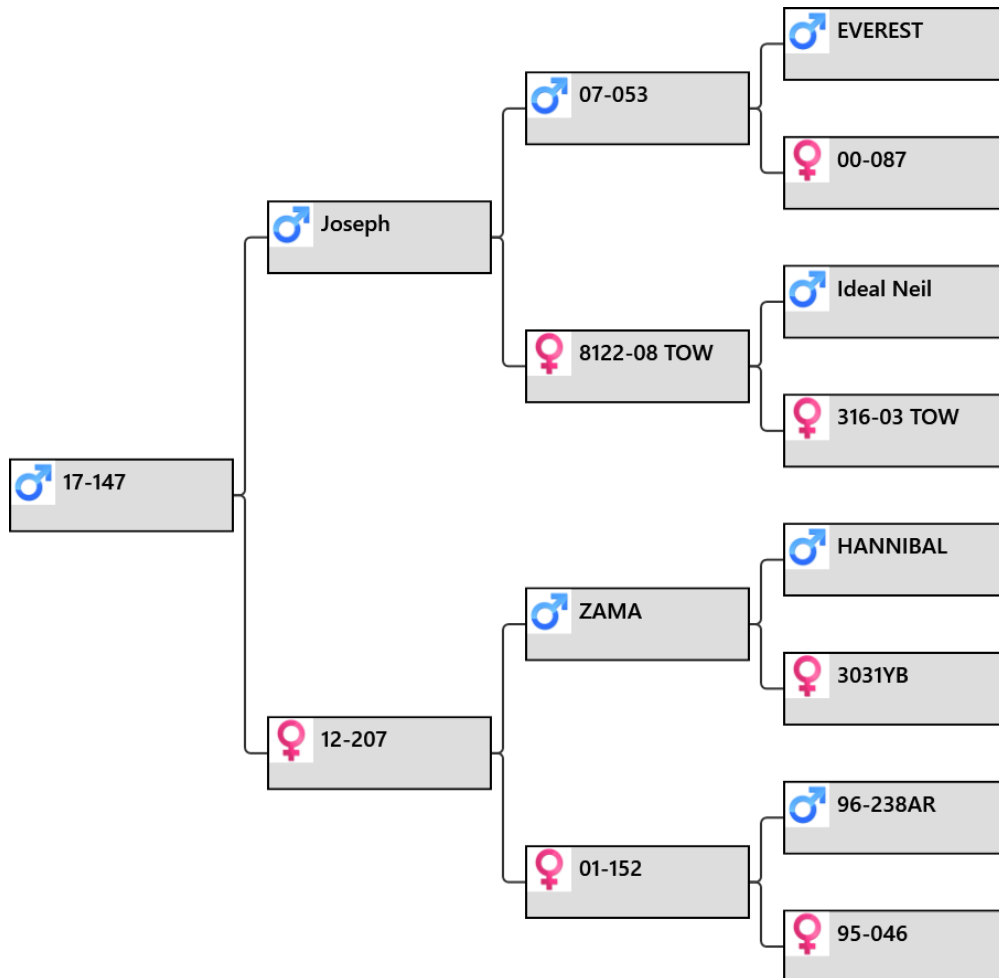 EVEREST
07-053
00-087
Joseph
Ideal Neil
8122-08 TOW
316-03 TOW
17-147
HANNIBAL
ZAMA
3031YB
12-207
96-238AR
01-152
95-046